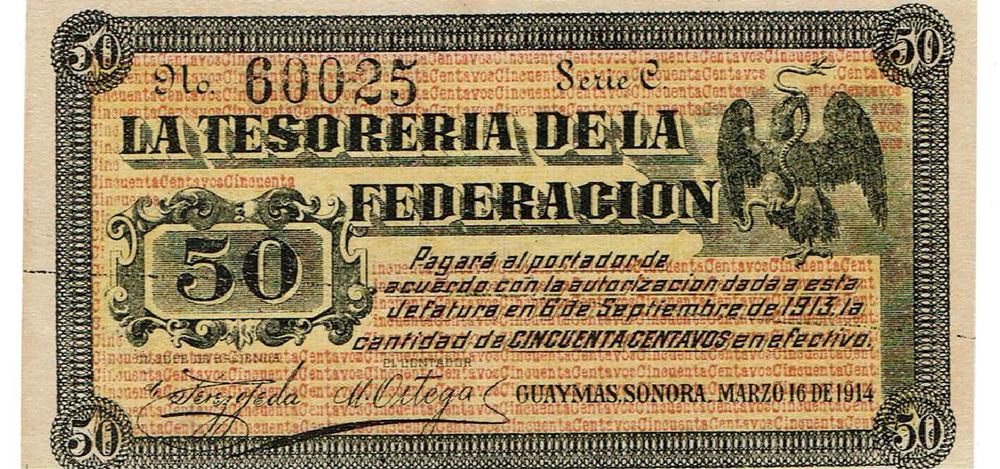 50 50
No. 60025 Serie C
LA TESORERIA DE LA
FEDERACION
50
Pagará al portador de
acuerdo con la autorización dada a esta
Jefatura en 6 de Septiembre de 1913, la
cantidad de CINCUENTA CENTAVOS en efectivo.
EL CONTADOR
M. Ortega
GUAYMAS, SONORA. MARZO 16 DE 1914
50 50